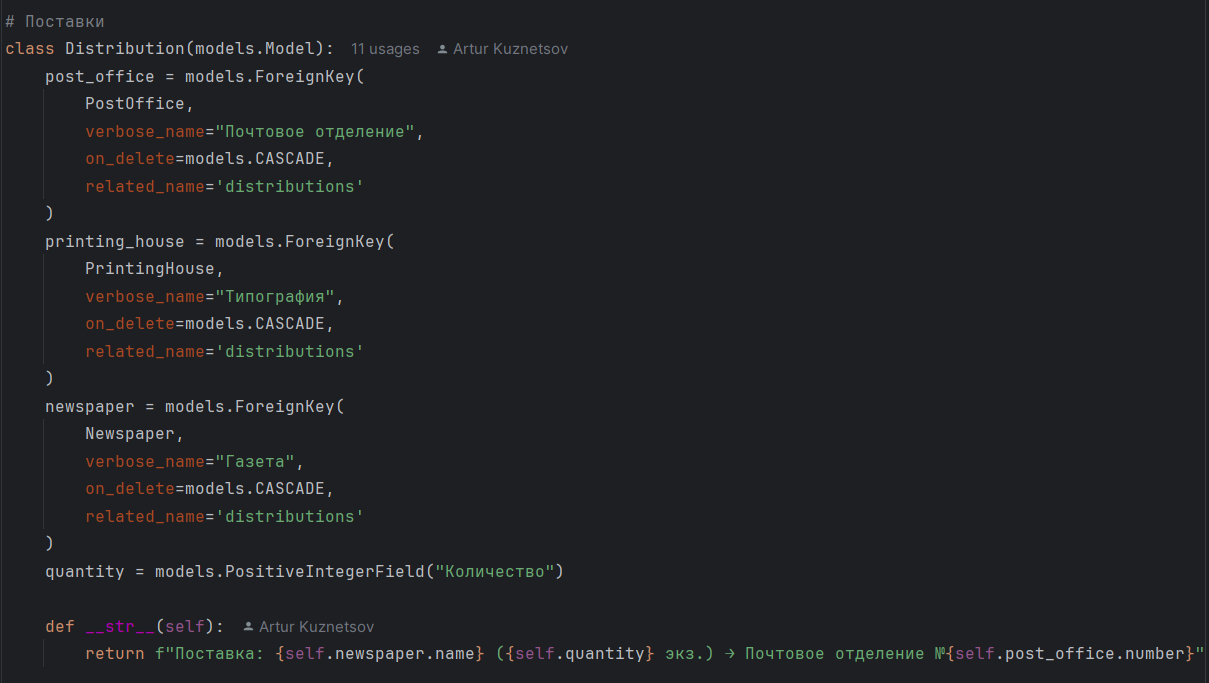 # Поставки
class Distribution(models.Model): 11 usages Artur Kuznetsov
    post_office = models.ForeignKey(
        PostOffice,
        verbose_name="Почтовое отделение",
        on_delete=models.CASCADE,
        related_name='distributions'
    )
    printing_house = models.ForeignKey(
        PrintingHouse,
        verbose_name="Типография",
        on_delete=models.CASCADE,
        related_name='distributions'
    )
    newspaper = models.ForeignKey(
        Newspaper,
        verbose_name="Газета",
        on_delete=models.CASCADE,
        related_name='distributions'
    )
    quantity = models.PositiveIntegerField("Количество")
    def __str__(self): Artur Kuznetsov
        return f"Поставка: {self.newspaper.name} ({self.quantity} экз.) → Почтовое отделение №{self.post_office.number}"